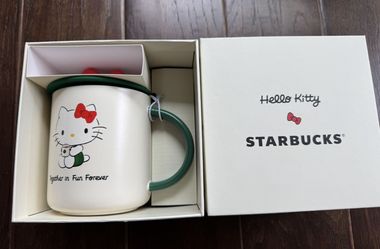 Hello Kitty
STARBUCKS®
Together in Fun Forever